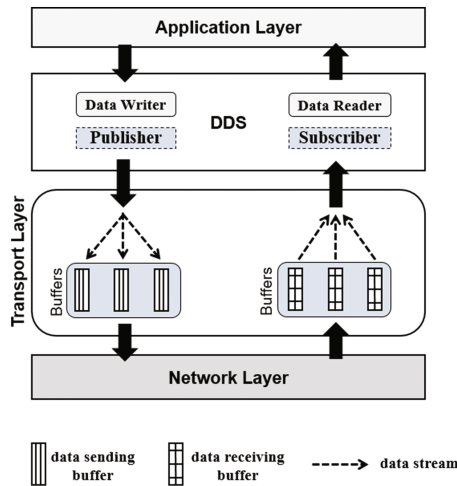 Application Layer
Data Writer
Data Reader
DDS
Publisher
Subscriber
Transport Layer
Buffers
Buffers
Network Layer
data sending
buffer
data receiving
buffer
data stream